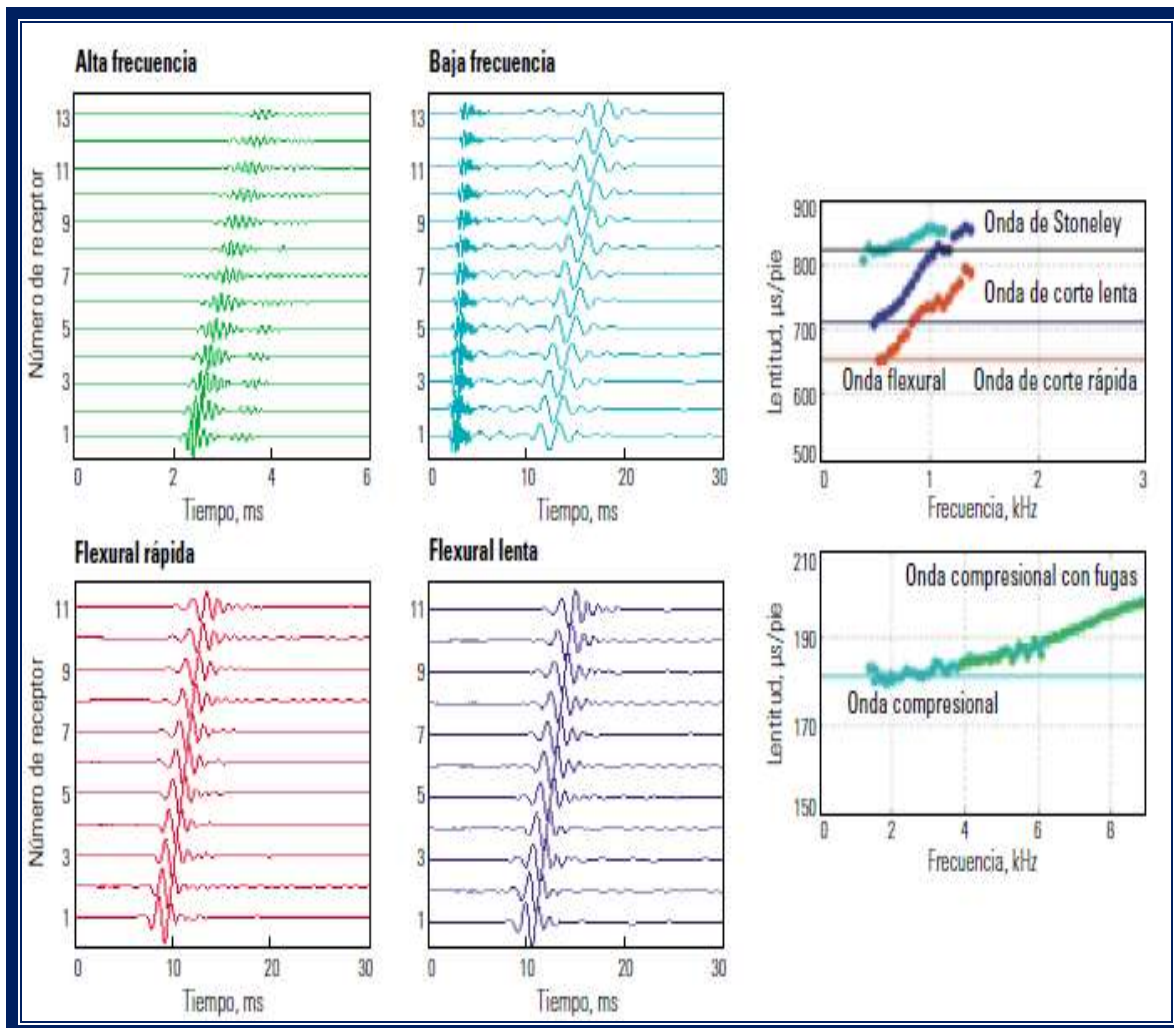 Alta frecuencia
Número de receptor
13
11
9
7
5
3
1
0 2 4 6
Tiempo, ms
Baja frecuencia
13
11
9
7
5
3
1
0 10 20 30
Tiempo, ms
Lentitud, µs/pie
900
800
700
600
500
Onda de Stoneley
Onda de corte lenta
Onda flexural
Onda de corte rápida
0 1 2 3
Frecuencia, kHz
Flexural rápida
Número de receptor
11
9
7
5
3
1
0 10 20 30
Tiempo, ms
Flexural lenta
11
9
7
5
3
1
0 10 20 30
Tiempo, ms
Lentitud, µs/pie
210
190
170
150
Onda compresional con fugas
Onda compresional
0 2 4 6 8
Frecuencia, kHz